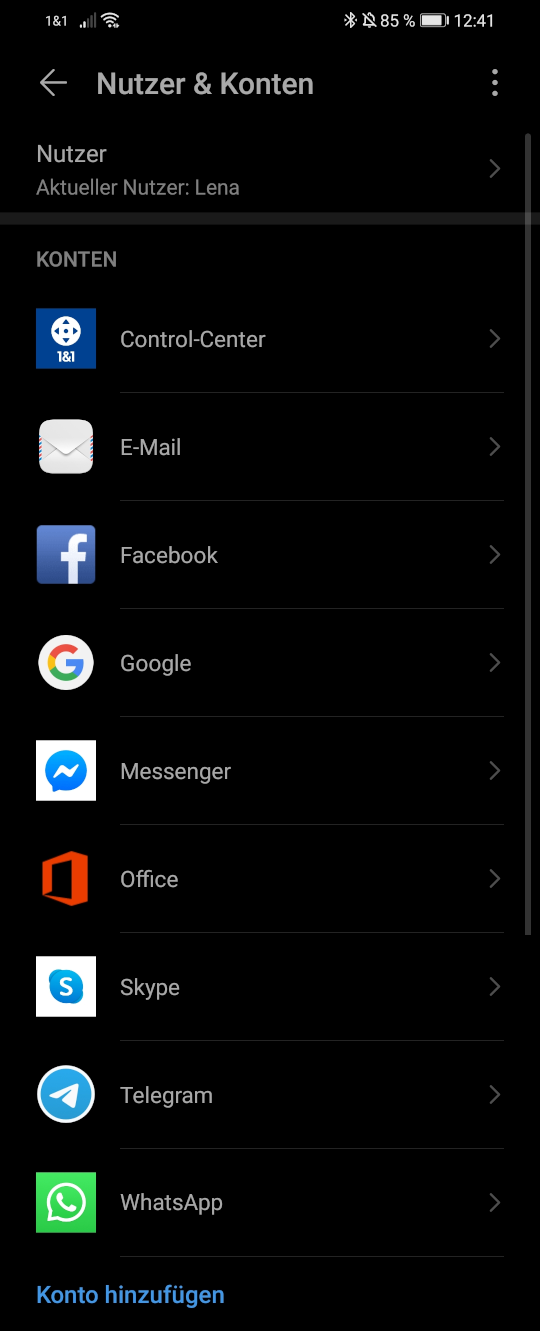 1&1 85 % 12:41
Nutzer & Konten
Nutzer
Aktueller Nutzer: Lena
KONTEN
1&1
Control-Center
E-Mail
Facebook
Google
Messenger
Office
Skype
Telegram
WhatsApp
Konto hinzufügen